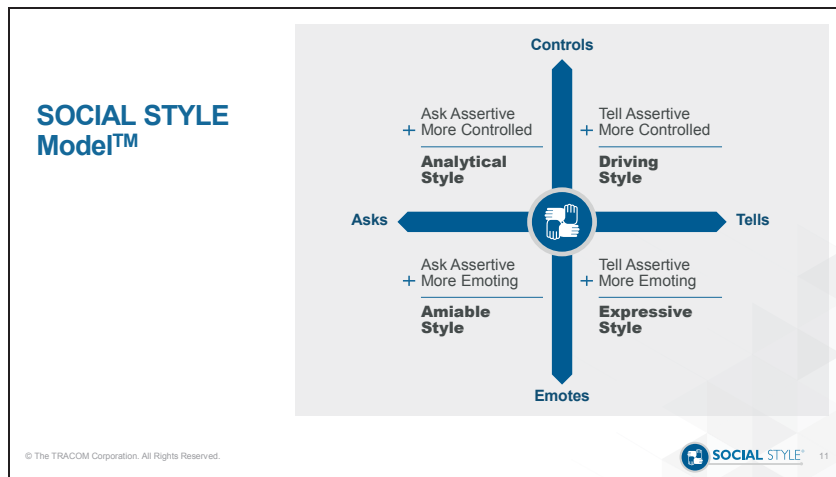 SOCIAL STYLE
Model™
Controls
Ask Assertive
+ More Controlled
Analytical
Style
Tell Assertive
+ More Controlled
Driving
Style
Asks
Tells
Ask Assertive
+ More Emoting
Amiable
Style
Tell Assertive
+ More Emoting
Expressive
Style
Emotes
© The TRACOM Corporation. All Rights Reserved.
SOCIAL STYLE®
11